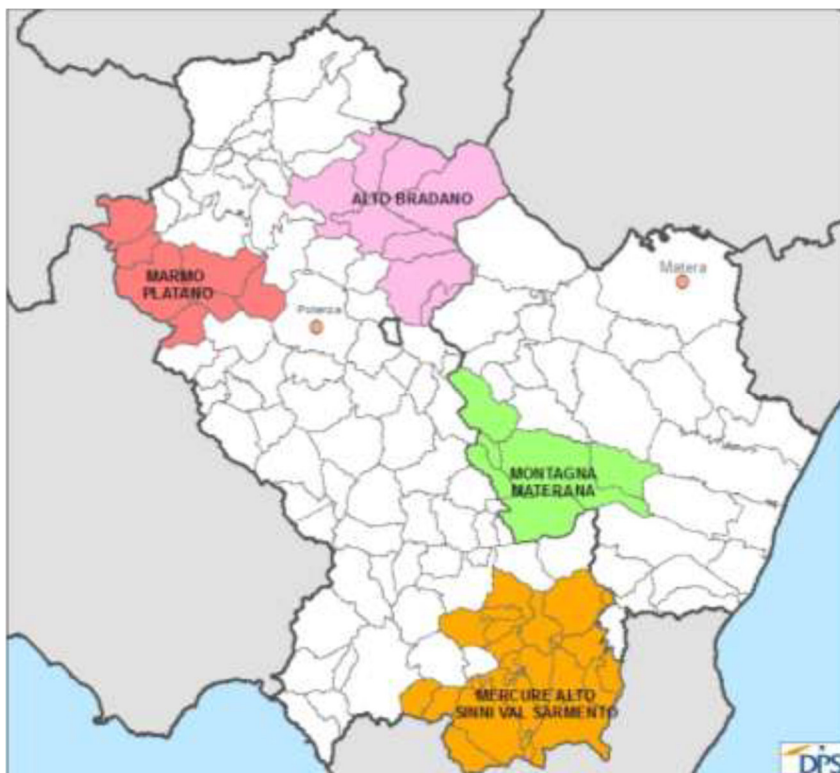 ALTO BRADANO
MARMO
PLATANO
Matera
Potenza
MONTAGNA
MATERANA
MERCURE ALTO
SINNI VAL SARMENTO
DPS